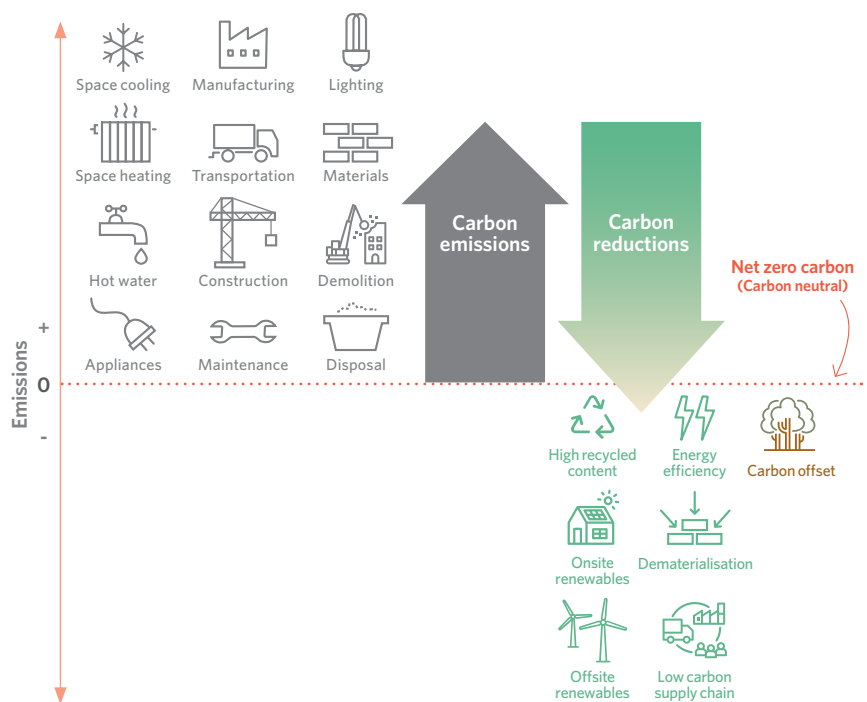 Space cooling
Manufacturing
Lighting
Space heating
Transportation
Materials
Carbon
emissions
Carbon
reductions
Hot water
Construction
Demolition
Net zero carbon
(Carbon neutral)
Appliances
Maintenance
Disposal
Emissions
+
0
-
High recycled
content
Energy
efficiency
Carbon offset
Onsite
renewables
Dematerialisation
Offsite
renewables
Low carbon
supply chain